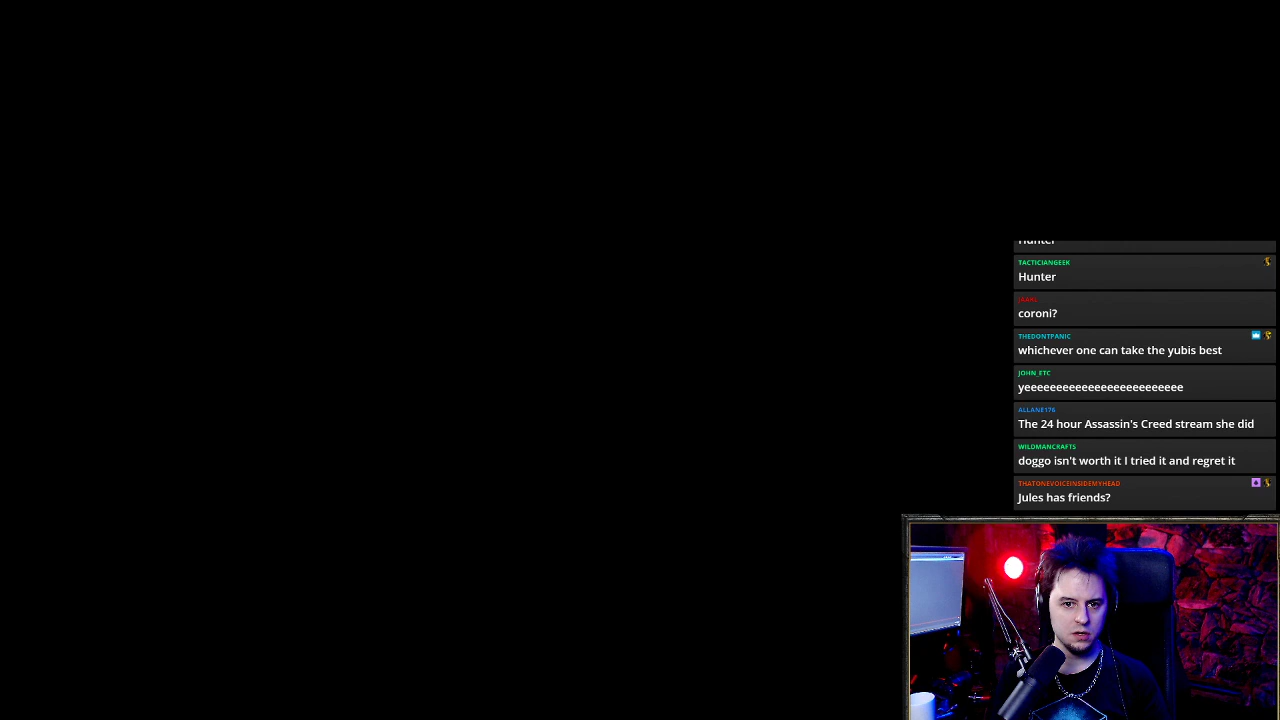 Hunter
TACTICIANGEEK
Hunter
coroni?
THEDONTPANIC
whichever one can take the yubis best
JOHN_ETC
yeeeeeeeeeeeeeeeeeeeeeeeee
ALLANE176
The 24 hour Assassin's Creed stream she did
WILDMANCRAFTS
doggo isn't worth it I tried it and regret it
THATONEVOICEINSIDEMYHEAD
Jules has friends?